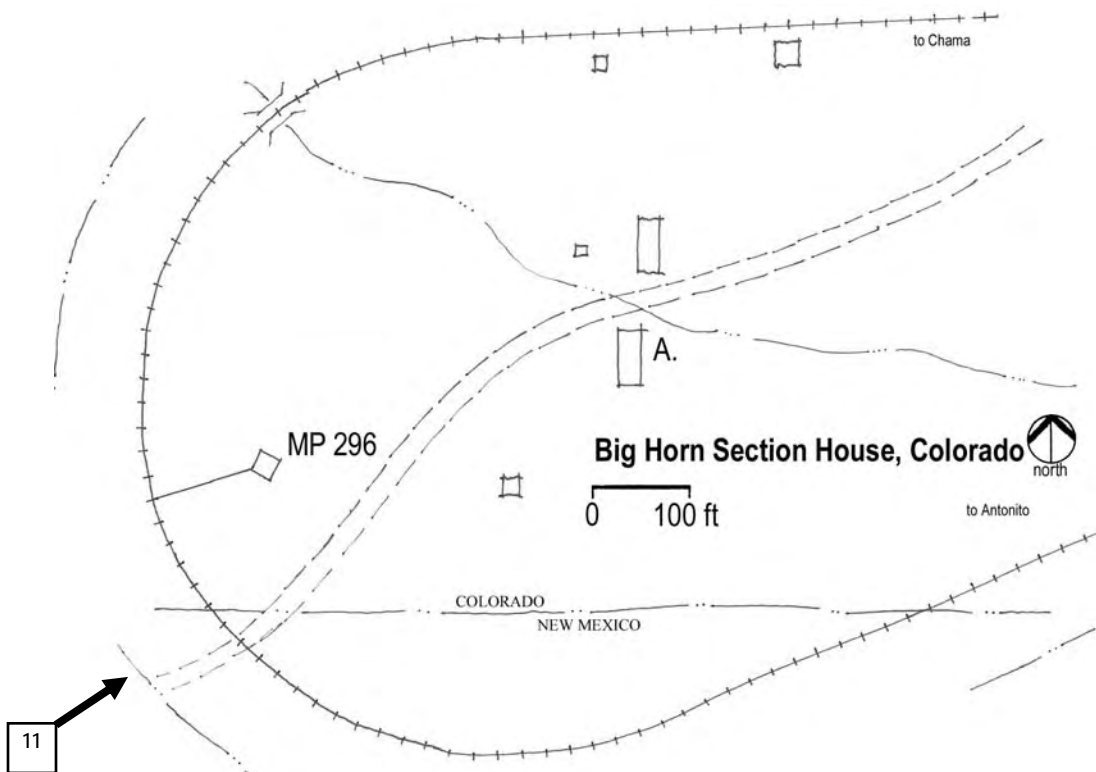 to Chama
A.
MP 296
Big Horn Section House, Colorado
north
0 100 ft
to Antonito
COLORADO
NEW MEXICO
11